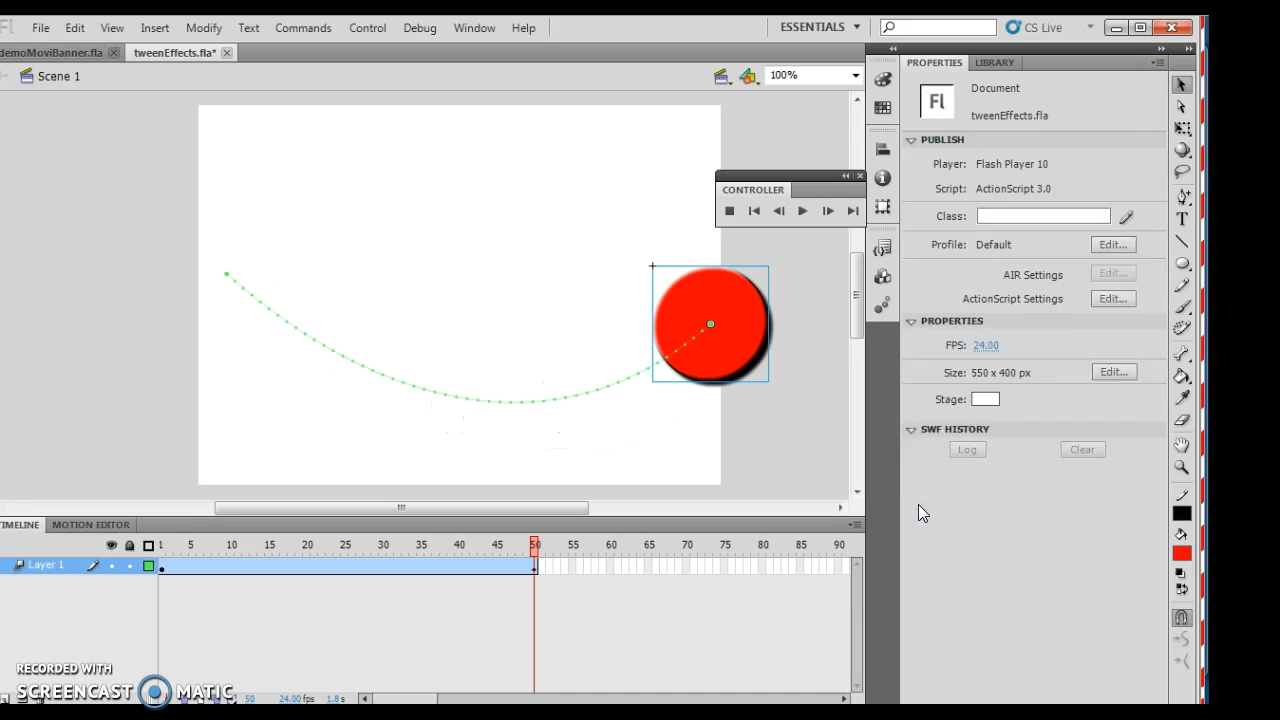 Fl File Edit View Insert Modify Text Commands Control Debug Window Help ESSENTIALS CS Live
demoMoviBanner.fla tweenEffects.fla*
Scene 1 100%
PROPERTIES LIBRARY
Fl Document
tweenEffects.fla
PUBLISH
Player: Flash Player 10
Script: ActionScript 3.0
Class:
Profile: Default Edit...
AIR Settings Edit...
ActionScript Settings Edit...
PROPERTIES
FPS: 24.00
Size: 550 x 400 px Edit...
Stage:
SWF HISTORY
Log Clear
CONTROLLER
TIMELINE MOTION EDITOR
1 5 10 15 20 25 30 35 40 45 50 55 60 65 70 75 80 85 90
Layer 1
50 24.00 fps 1.8 s
RECORDED WITH
SCREENCAST MATIC